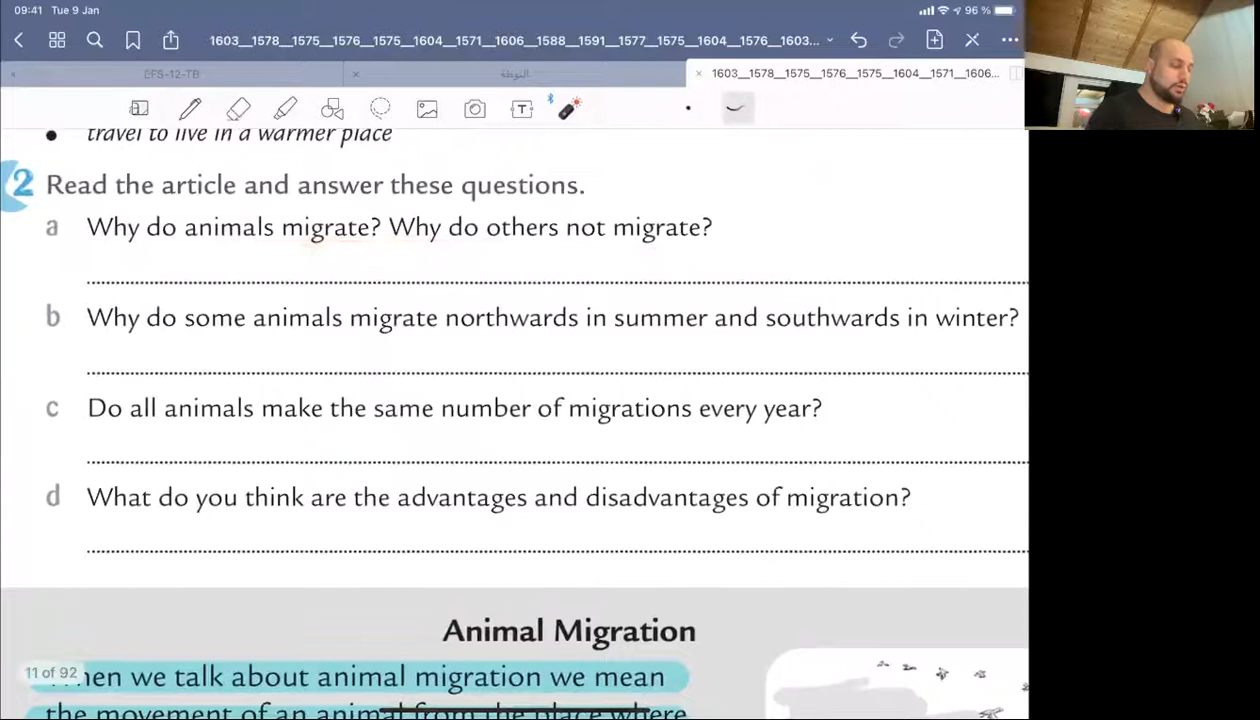 09:41 Tue 9 Jan
96 %
1603__1578__1575__1576__1575__1604__1571__1606__1588__1591__1577__1575__1604__1576__1603...
EFS-12-TB
النوطة
1603__1578__1575__1576__1575__1604__1571__1606...
travel to live in a warmer place
2 Read the article and answer these questions.
a Why do animals migrate? Why do others not migrate?
b Why do some animals migrate northwards in summer and southwards in winter?
c Do all animals make the same number of migrations every year?
d What do you think are the advantages and disadvantages of migration?
Animal Migration
11 of 92
hen we talk about animal migration we mean
the movement of an animal from the place where